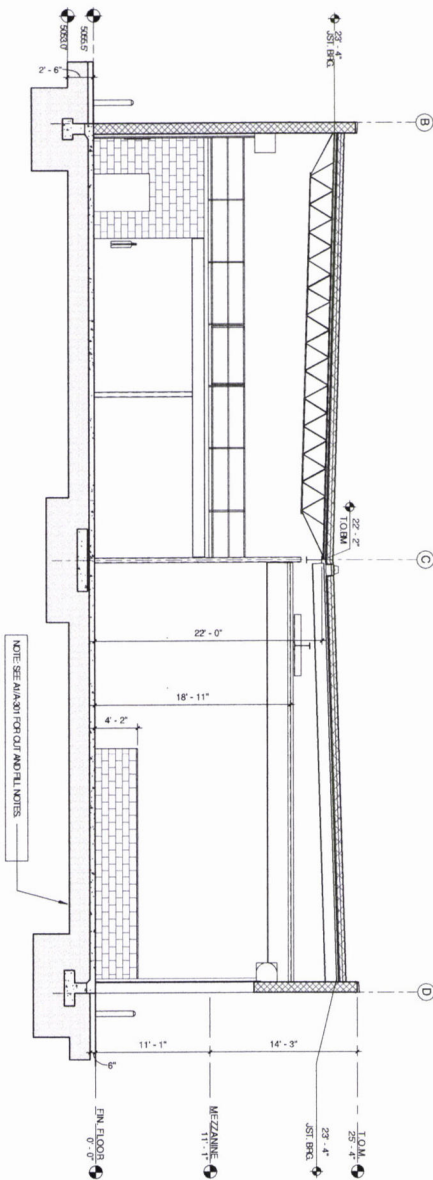 B
C
D
23' - 4"
JST. BRG.
22' - 2"
T.O.BM
T.O.M.
25' - 4"
23' - 4"
JST. BRG.
14' - 3"
MEZZANINE
11' - 1"
11' - 1"
22' - 0"
18' - 11"
4' - 2"
FIN. FLOOR
0' - 0"
6"
2' - 6"
5055.5'
5053.0'
NOTE: SEE A1/A-301 FOR CUT AND FILL NOTES.